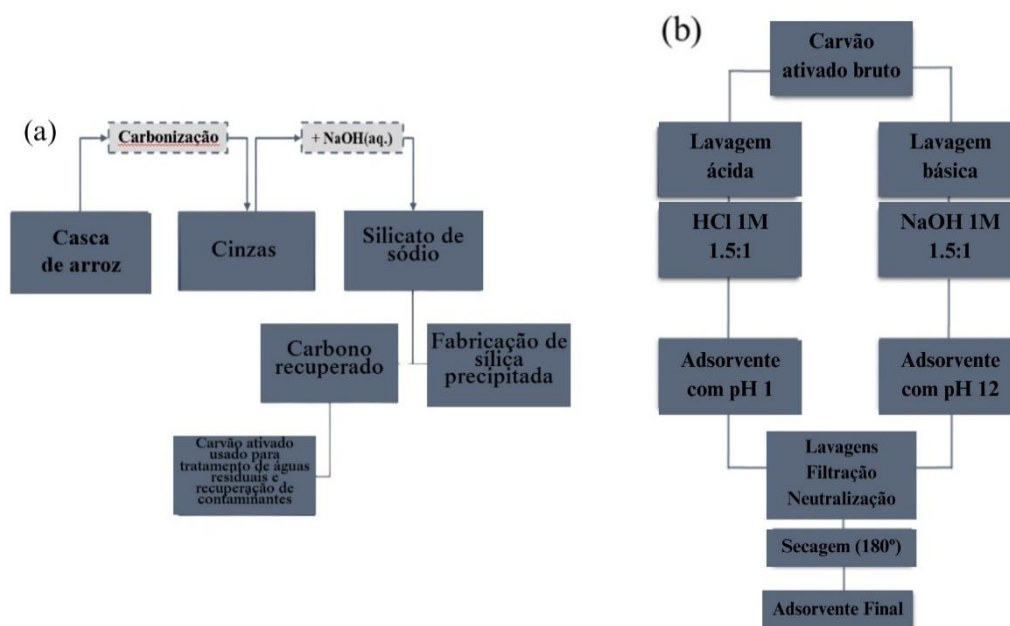 (a)
Carbonização
+ NaOH(aq.)
Casca
de arroz
Cinzas
Silicato de
sódio
Carbono
recuperado
Fabricação de
sílica
precipitada
Carvão ativado
usado para
tratamento de águas
residuais e
recuperação de
contaminantes
(b)
Carvão
ativado bruto
Lavagem
ácida
Lavagem
básica
HCl 1M
1.5:1
NaOH 1M
1.5:1
Adsorvente
com pH 1
Adsorvente
com pH 12
Lavagens
Filtração
Neutralização
Secagem (180º)
Adsorvente Final